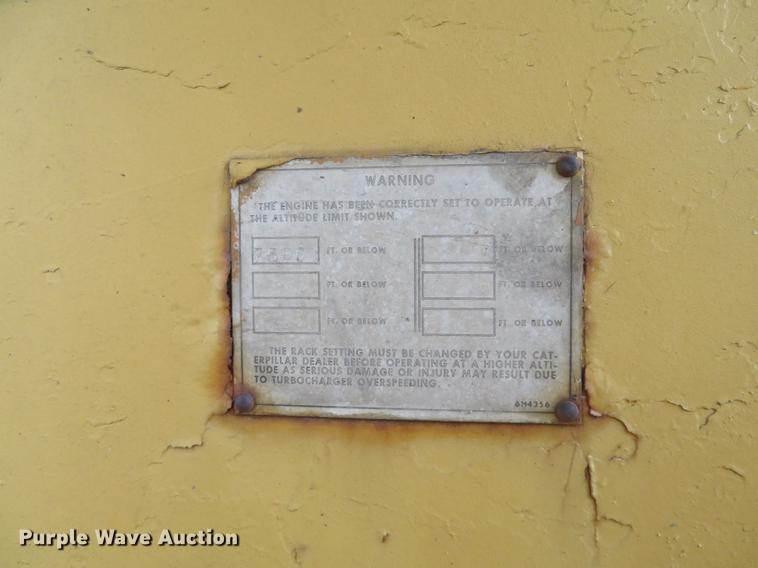 WARNING
THE ENGINE HAS BEEN CORRECTLY SET TO OPERATE AT
THE ALTITUDE LIMIT SHOWN.
FT. OR BELOW FT. OR BELOW
FT. OR BELOW FT. OR BELOW
FT. OR BELOW FT. OR BELOW
THE RACK SETTING MUST BE CHANGED BY YOUR CAT-
ERPILLAR DEALER BEFORE OPERATING AT A HIGHER ALTI-
TUDE AS SERIOUS DAMAGE OR INJURY MAY RESULT DUE
TO TURBOCHARGER OVERSPEEDING.
6H4356
Purple Wave Auction